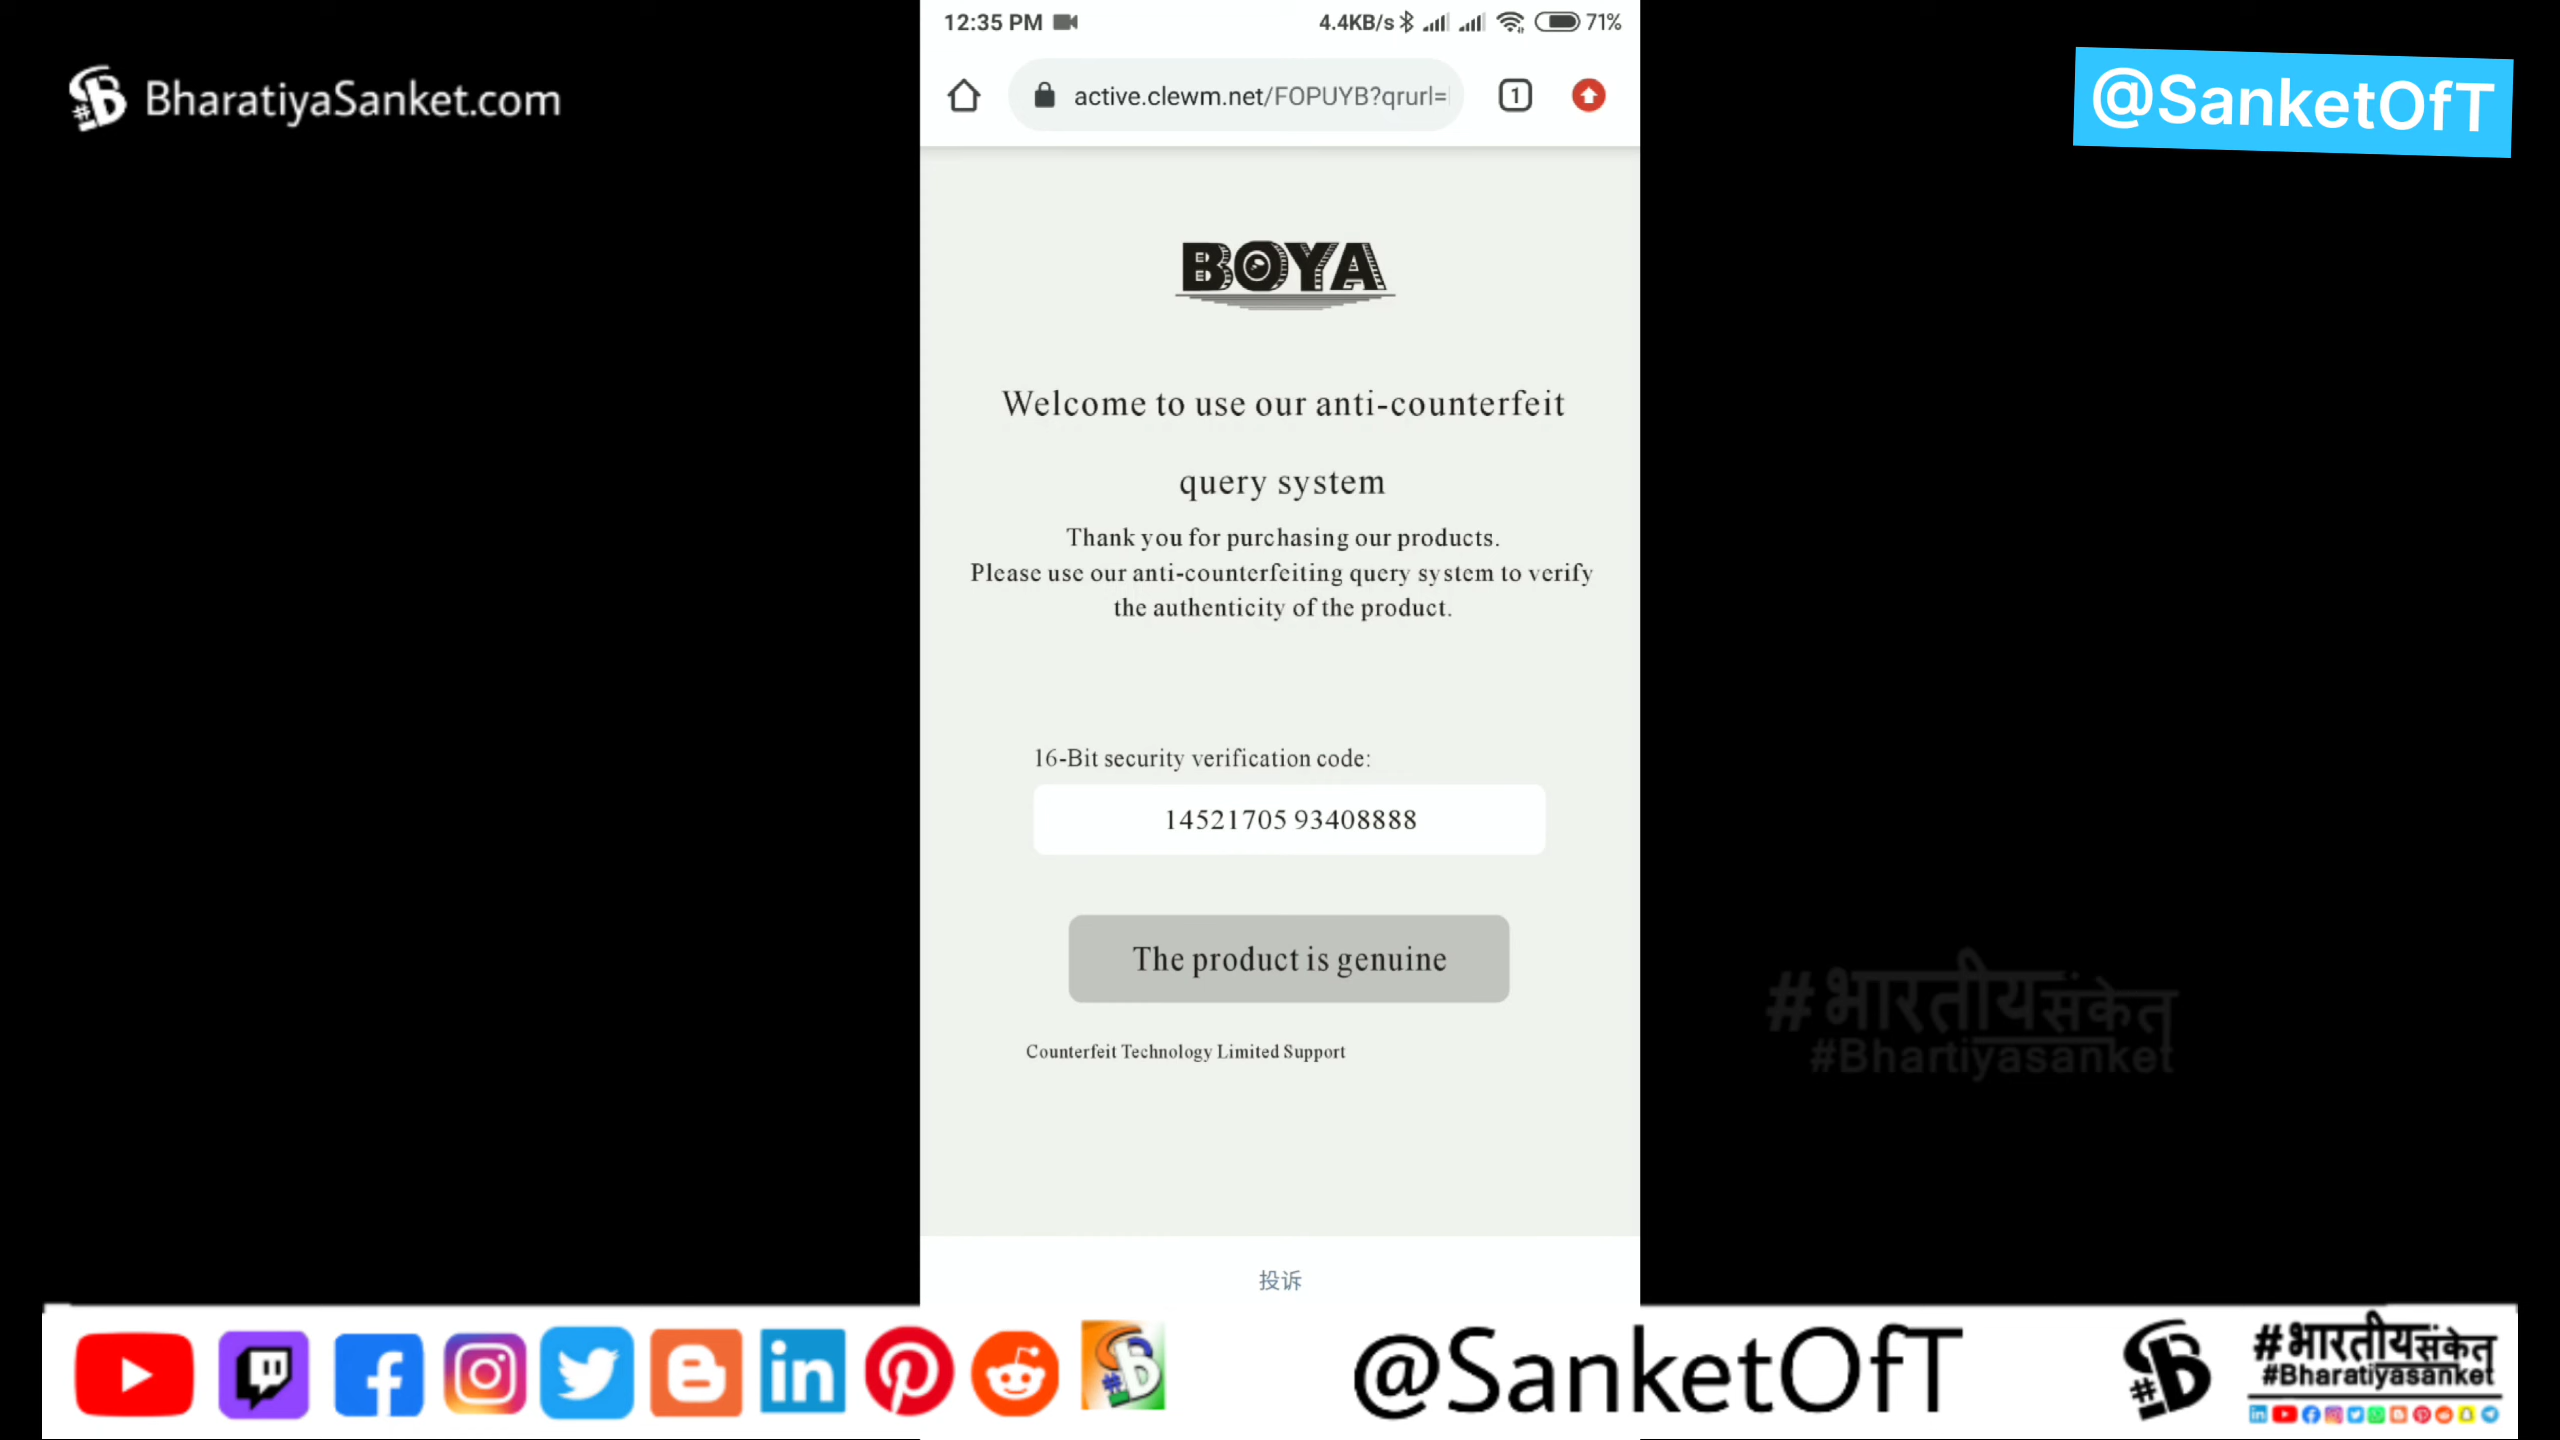 12:35 PM
4.4KB/s
71%
#BharatiyaSanket.com
active.clewm.net/FOPUYB?qrurl=
1
@SanketOfT
BOYA
Welcome to use our anti-counterfeit
query system
Thank you for purchasing our products.
Please use our anti-counterfeiting query system to verify
the authenticity of the product.
16-Bit security verification code:
14521705 93408888
The product is genuine
Counterfeit Technology Limited Support
#भारतीयसंकेत
#Bhartiyasanket
投诉
@SanketOfT
#भारतीयसंकेत
#Bhartiyasanket